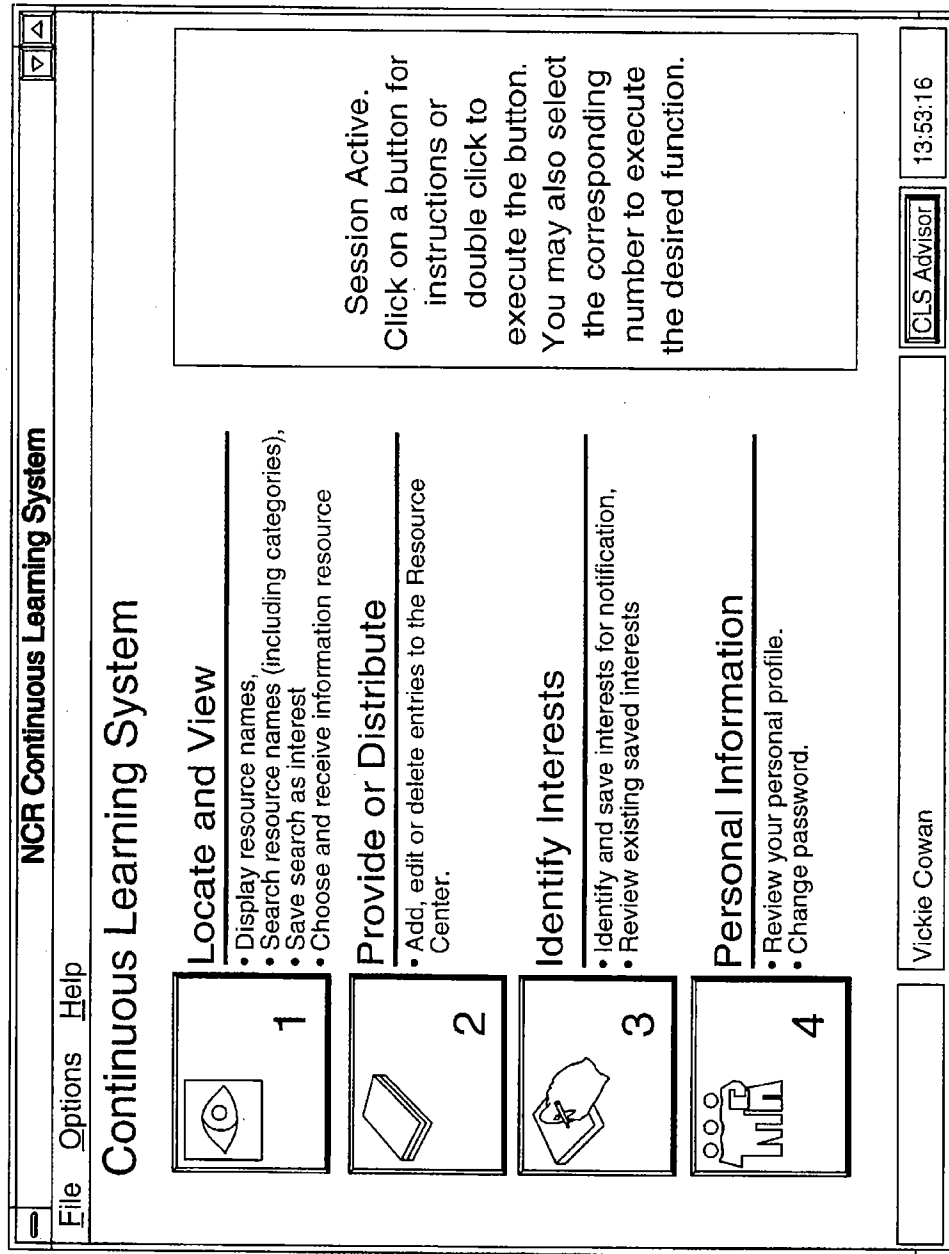 NCR Continuous Learning System
File Options Help
Continuous Learning System
1
Locate and View
• Display resource names,
• Search resource names (including categories),
• Save search as interest
• Choose and receive information resource
2
Provide or Distribute
• Add, edit or delete entries to the Resource
Center.
3
Identify Interests
• Identify and save interests for notification,
• Review existing saved interests
4
Personal Information
• Review your personal profile.
• Change password.
Session Active.
Click on a button for
instructions or
double click to
execute the button.
You may also select
the corresponding
number to execute
the desired function.
Vickie Cowan
CLS Advisor
13:53:16